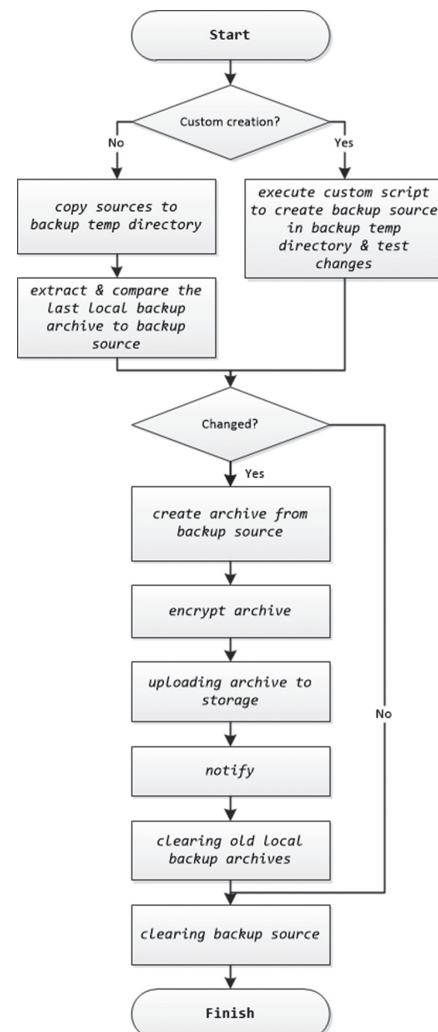 Start
Custom creation?
No
Yes
copy sources to
backup temp directory
execute custom script
to create backup source
in backup temp
directory & test
changes
extract & compare the
last local backup
archive to backup
source
Changed?
Yes
create archive from
backup source
encrypt archive
uploading archive to
storage
No
notify
clearing old local
backup archives
clearing backup source
Finish